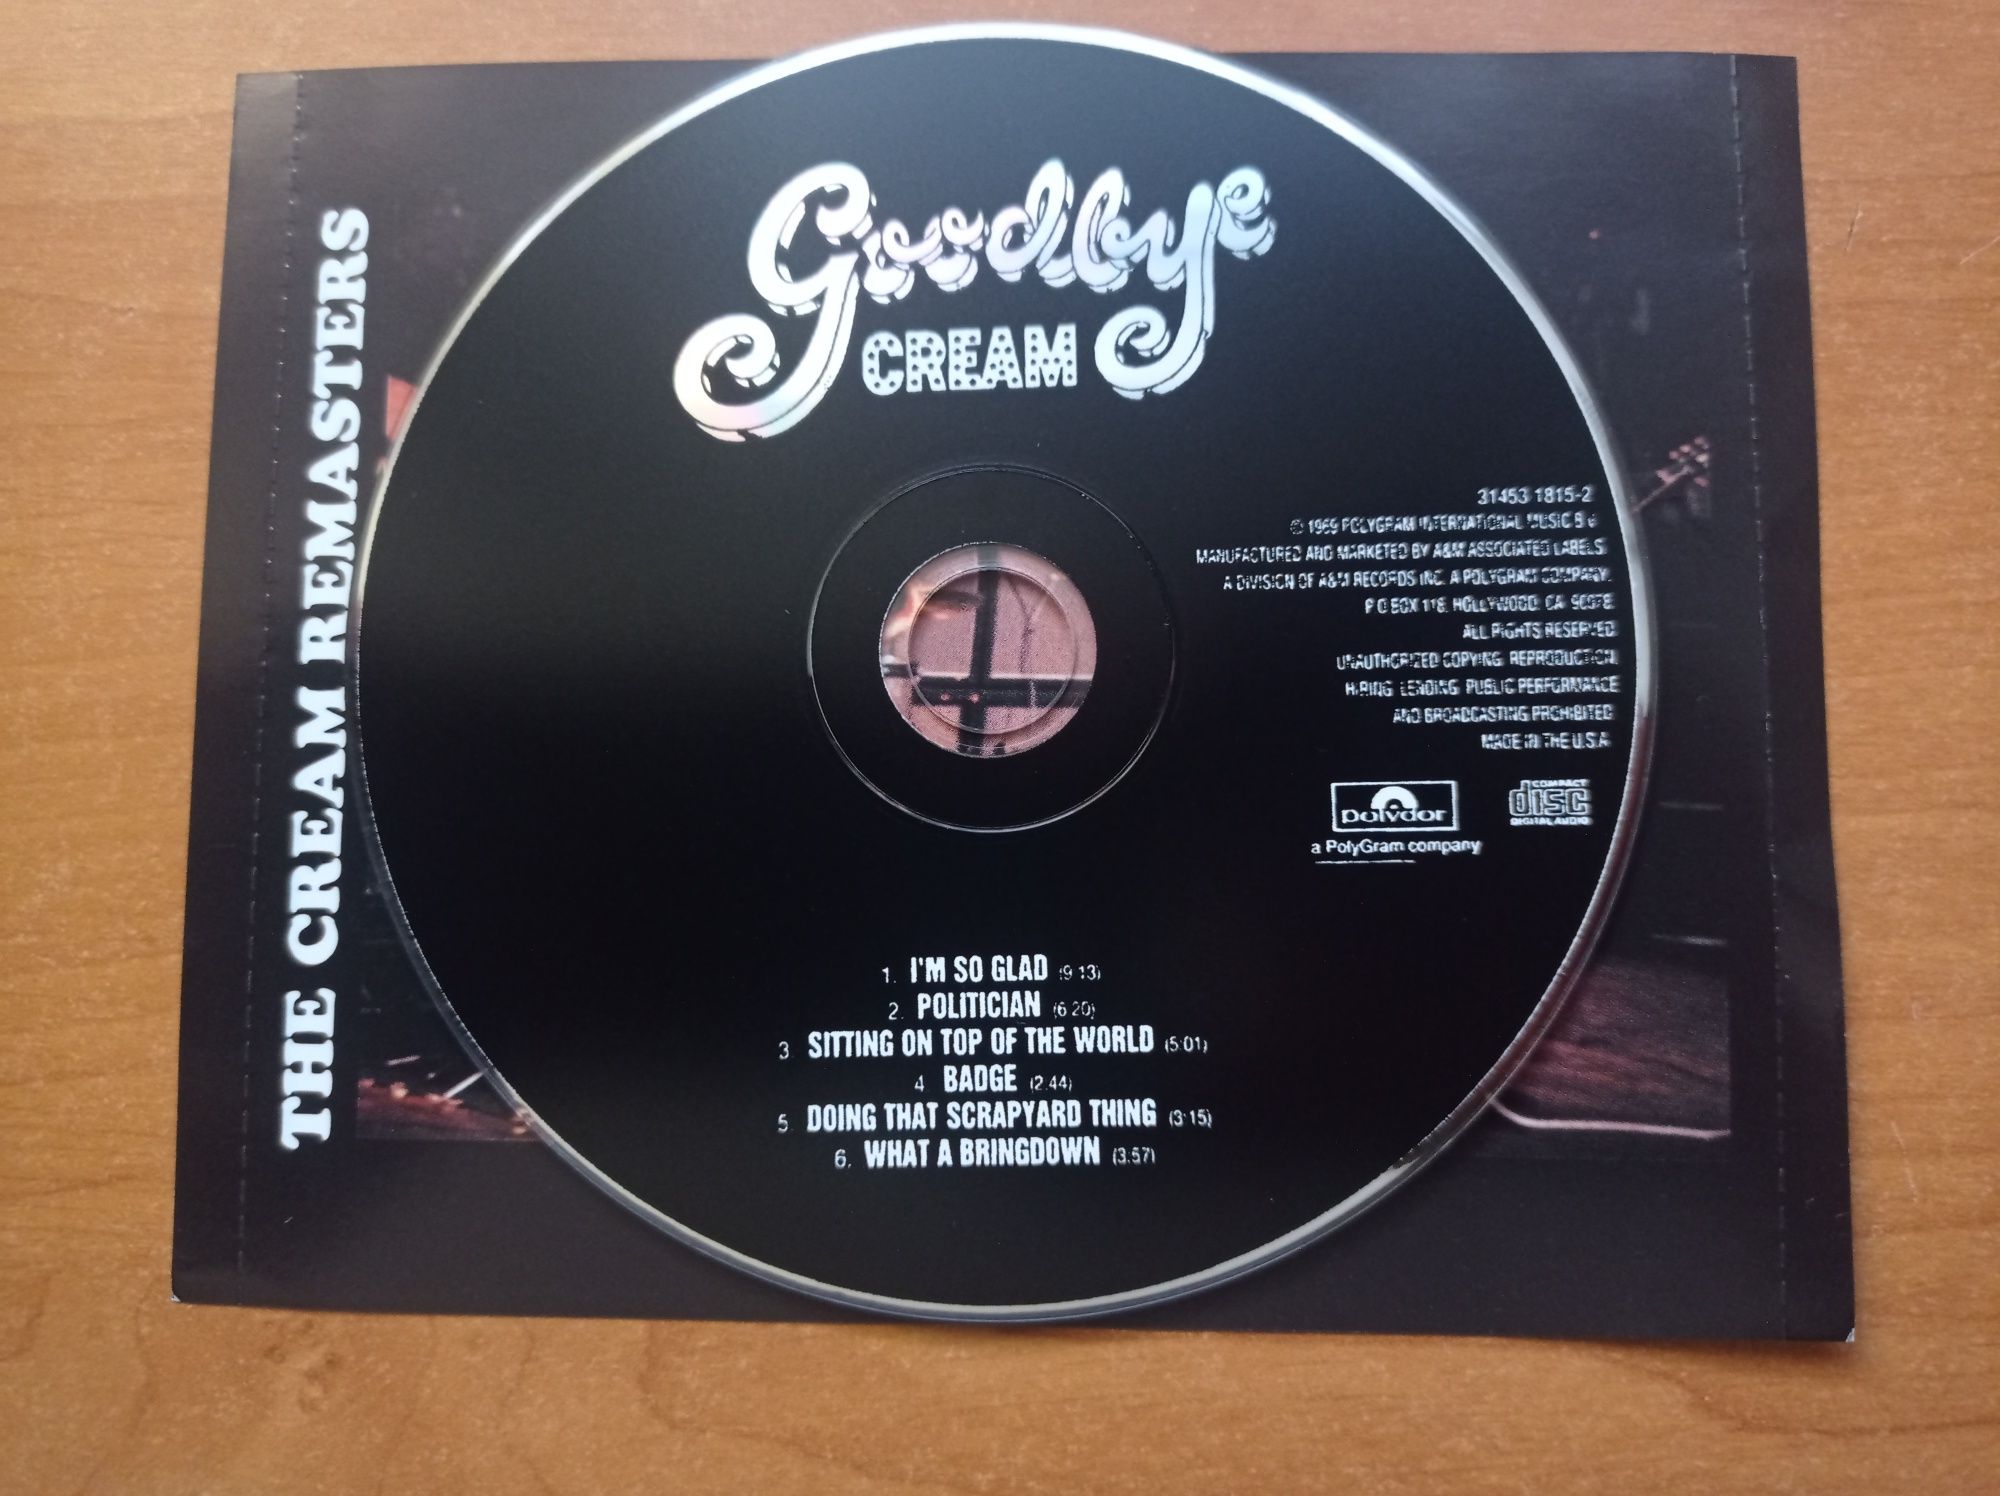 THE CREAM REMASTERS
Goodbye
CREAM
31453 1815-2
℗ 1969 POLYGRAM INTERNATIONAL MUSIC B.V.
MANUFACTURED AND MARKETED BY A&M ASSOCIATED LABELS,
A DIVISION OF A&M RECORDS INC. A POLYGRAM COMPANY.
P O BOX 118, HOLLYWOOD, CA 90078
ALL RIGHTS RESERVED
UNAUTHORIZED COPYING, REPRODUCTION,
HIRING, LENDING, PUBLIC PERFORMANCE
AND BROADCASTING PROHIBITED
MADE IN THE U.S.A.
polydor
a PolyGram company
COMPACT
disc
DIGITAL AUDIO
1. I'M SO GLAD (9:13)
2. POLITICIAN (6:20)
3. SITTING ON TOP OF THE WORLD (5:01)
4. BADGE (2:44)
5. DOING THAT SCRAPYARD THING (3:15)
6. WHAT A BRINGDOWN (3:57)